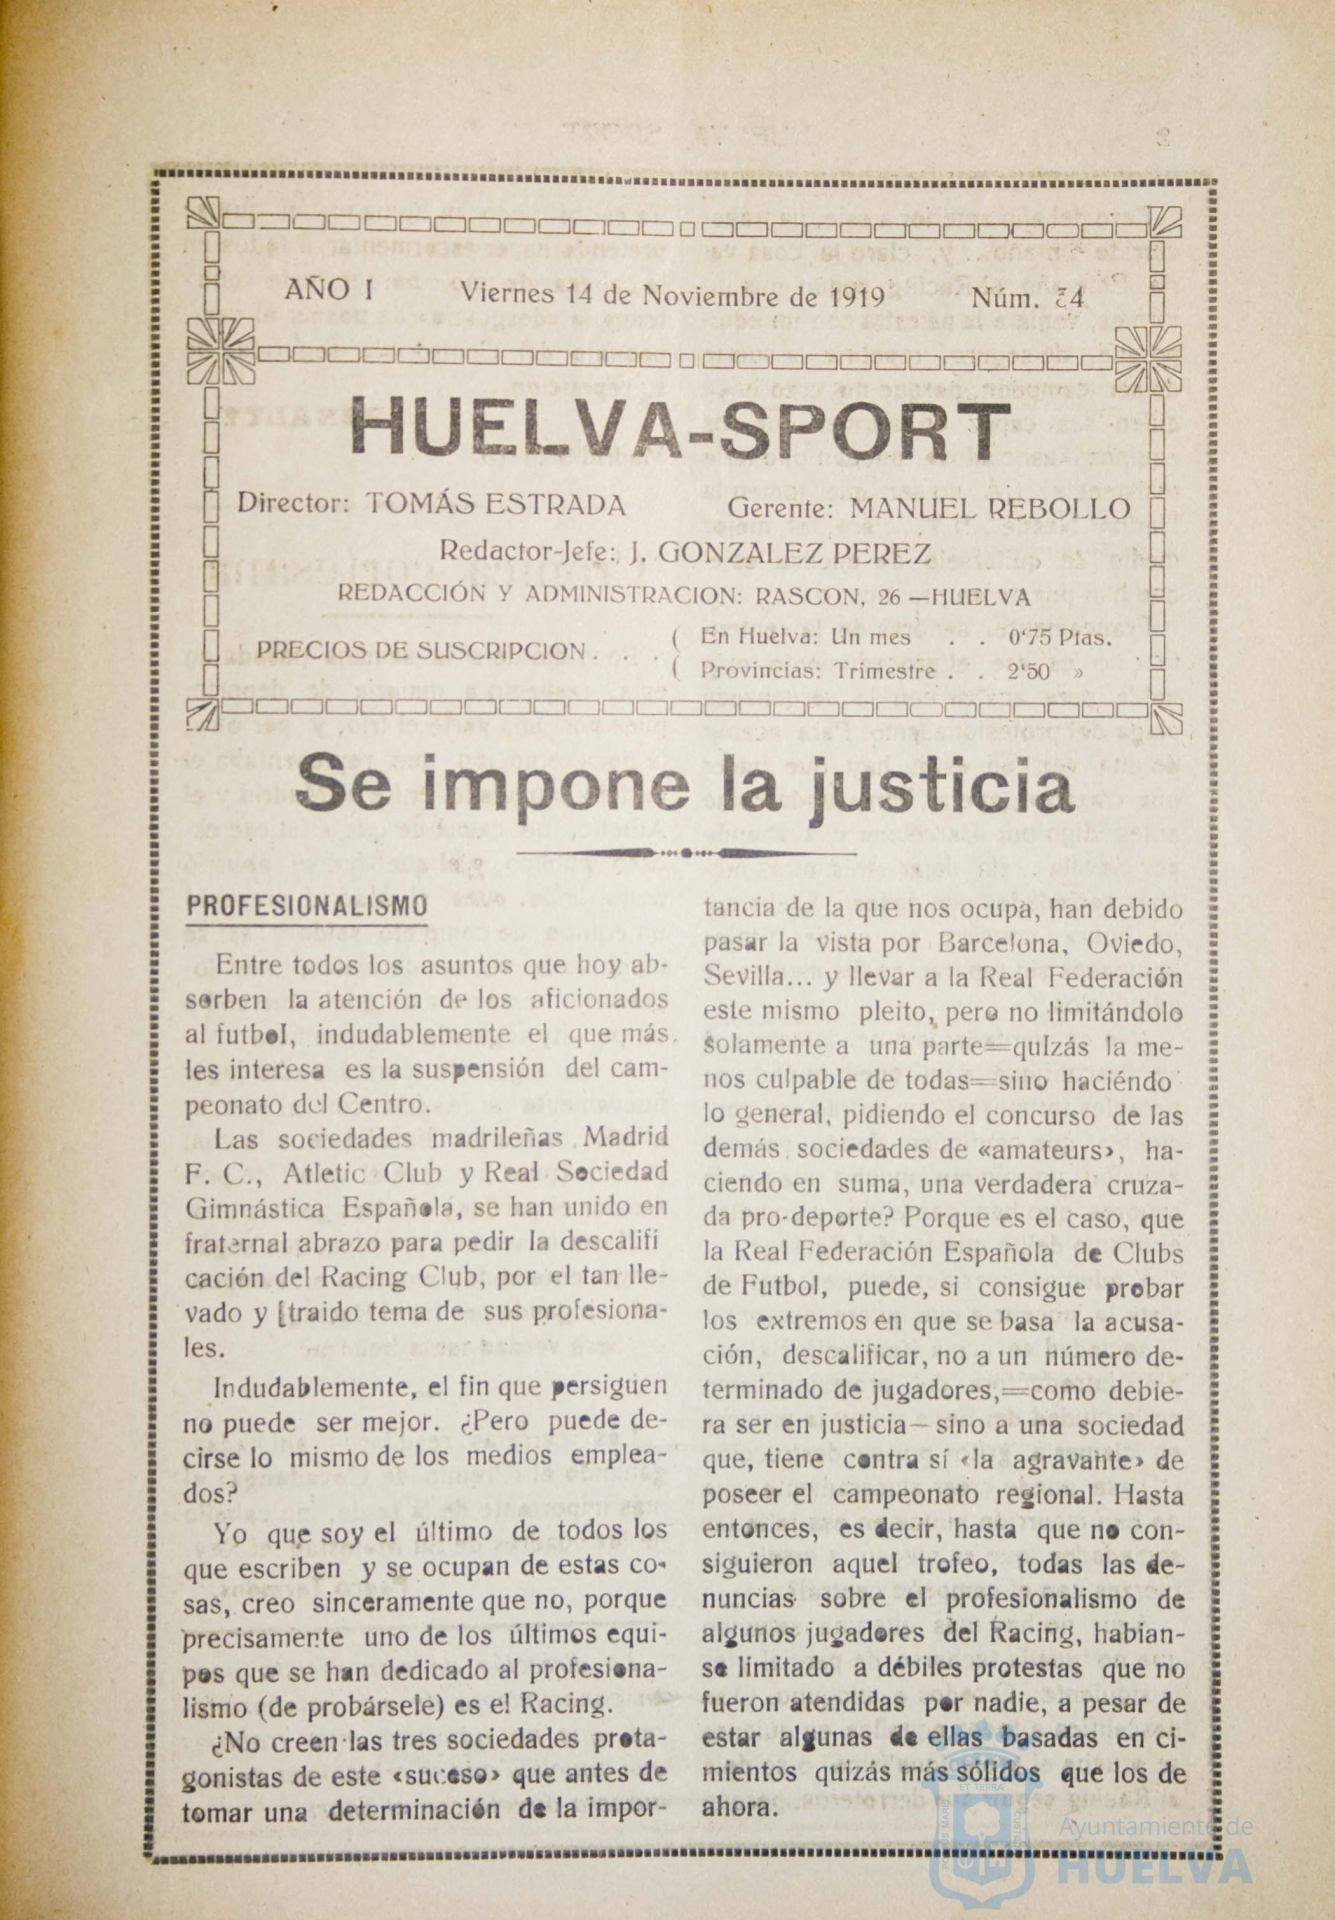 AÑO I Viernes 14 de Noviembre de 1919 Núm. 34
HUELVA-SPORT
Director: TOMÁS ESTRADA Gerente: MANUEL REBOLLO
Redactor-Jefe: J. GONZALEZ PEREZ
REDACCIÓN Y ADMINISTRACION: RASCON, 26 —HUELVA
PRECIOS DE SUSCRIPCION . . . ( En Huelva: Un mes . . 0'75 Ptas.
( Provincias: Trimestre . . 2'50 »
Se impone la justicia
PROFESIONALISMO
Entre todos los asuntos que hoy ab-
sorben la atención de los aficionados
al futbol, indudablemente el que más
les interesa es la suspensión del cam-
peonato del Centro.
Las sociedades madrileñas Madrid
F. C., Atletic Club y Real Sociedad
Gimnástica Española, se han unido en
fraternal abrazo para pedir la descalifi
cación del Racing Club, por el tan lle-
vado y [traido tema de sus profesiona-
les.
Indudablemente, el fin que persiguen
no puede ser mejor. ¿Pero puede de-
cirse lo mismo de los medios emplea-
dos?
Yo que soy el último de todos los
que escriben y se ocupan de estas co-
sas, creo sinceramente que no, porque
precisamente uno de los últimos equi-
pos que se han dedicado al profesiona-
lismo (de probársele) es el Racing.
¿No creen las tres sociedades prota-
gonistas de este «suceso» que antes de
tomar una determinación de la impor-
tancia de la que nos ocupa, han debido
pasar la vista por Barcelona, Oviedo,
Sevilla... y llevar a la Real Federación
este mismo pleito, pero no limitándolo
solamente a una parte=quIzás la me-
nos culpable de todas=sino haciéndo
lo general, pidiendo el concurso de las
demás sociedades de «amateurs», ha-
ciendo en suma, una verdadera cruza-
da pro-deporte? Porque es el caso, que
la Real Federación Española de Clubs
de Futbol, puede, si consigue probar
los extremos en que se basa la acusa-
ción, descalificar, no a un número de-
terminado de jugadores,=como debie-
ra ser en justicia—sino a una sociedad
que, tiene contra sí «la agravante» de
poseer el campeonato regional. Hasta
entonces, es decir, hasta que no con-
siguieron aquel trofeo, todas las de-
nuncias sobre el profesionalismo de
algunos jugadores del Racing, habian-
se limitado a débiles protestas que no
fueron atendidas por nadie, a pesar de
estar algunas de ellas basadas en ci-
mientos quizás más sólidos que los de
ahora.
Ayuntamiento de
HUELVA